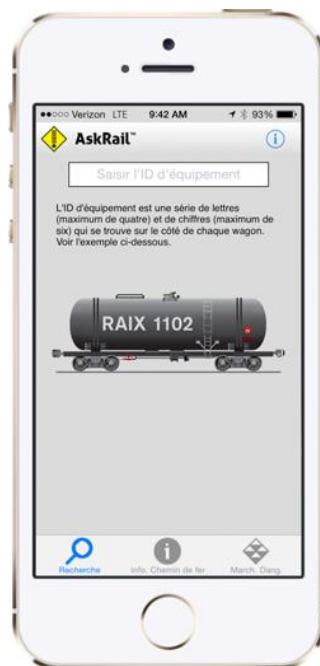 Verizon LTE 9:42 AM 93%
AskRail™
Saisir l'ID d'équipement
L'ID d'équipement est une série de lettres
(maximum de quatre) et de chiffres (maximum de
six) qui se trouve sur le côté de chaque wagon.
Voir l'exemple ci-dessous.
RAIX 1102
Recherche Info. Chemin de fer March. Dang.